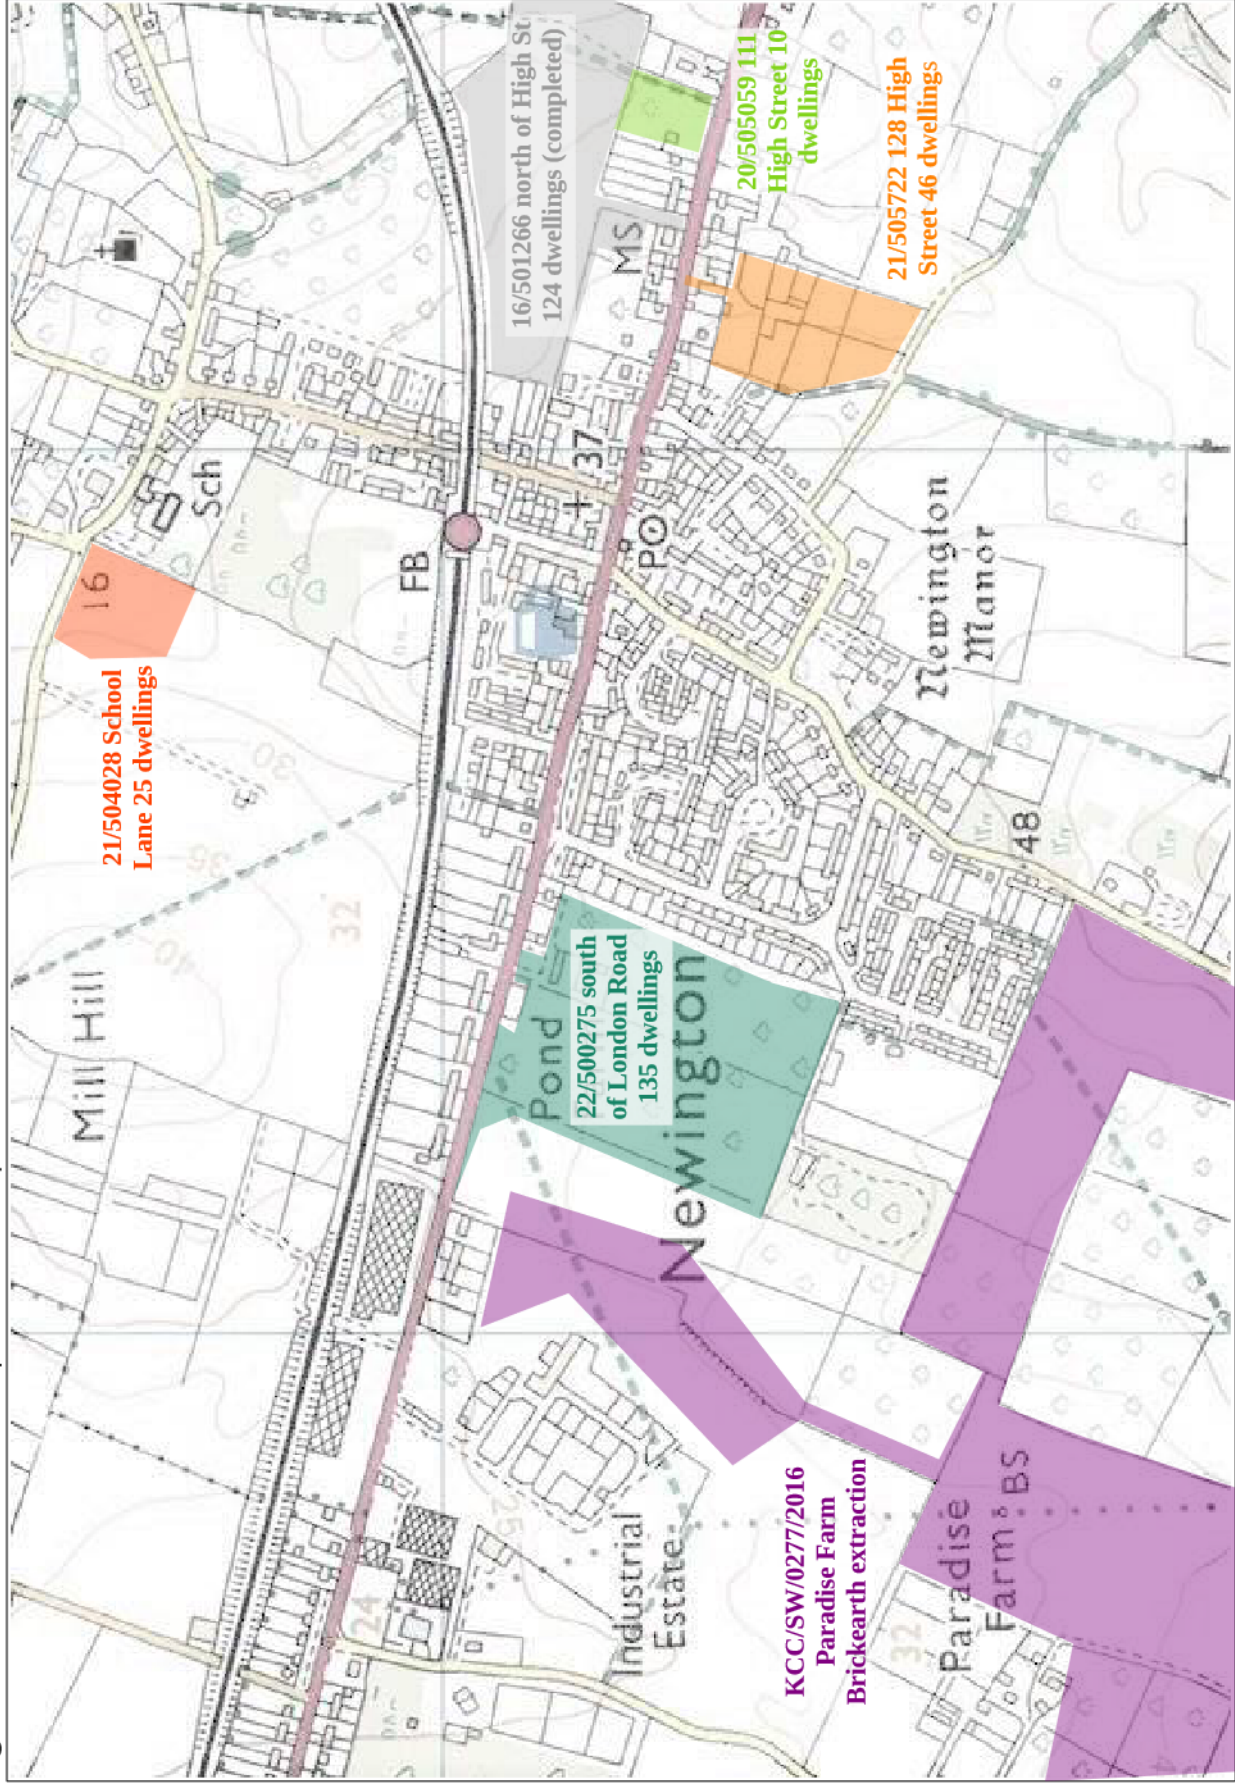 Mill Hill
16
21/504028 School
Lane 25 dwellings
Sch
FB
16/501266 north of High St
124 dwellings (completed)
MS
20/505059 111
High Street 10
dwellings
21/505722 128 High
Street 46 dwellings
37
PO
30
35
40
32
Newington
Manor
48
Pond
22/500275 south
of London Road
135 dwellings
Newington
24
25
Industrial
Estate
KCC/SW/0277/2016
Paradise Farm
Brickearth extraction
32
Paradise
Farm
BS